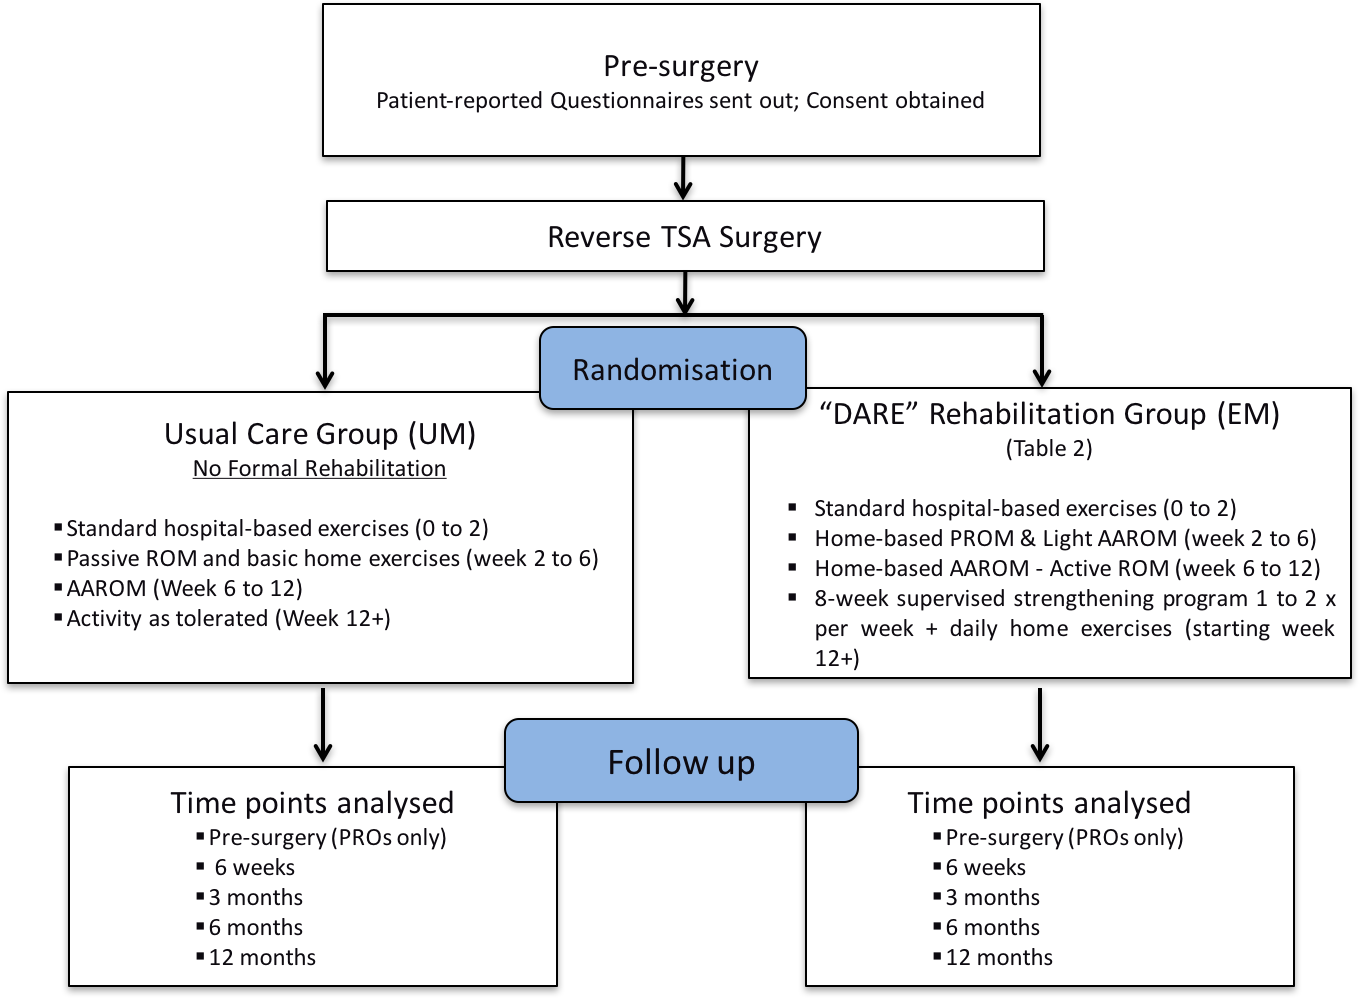 Pre-surgery
Patient-reported Questionnaires sent out; Consent obtained
Reverse TSA Surgery
Randomisation
Usual Care Group (UM)
No Formal Rehabilitation
▪ Standard hospital-based exercises (0 to 2)
▪ Passive ROM and basic home exercises (week 2 to 6)
▪ AAROM (Week 6 to 12)
▪ Activity as tolerated (Week 12+)
“DARE” Rehabilitation Group (EM)
(Table 2)
▪ Standard hospital-based exercises (0 to 2)
▪ Home-based PROM & Light AAROM (week 2 to 6)
▪ Home-based AAROM - Active ROM (week 6 to 12)
▪ 8-week supervised strengthening program 1 to 2 x
per week + daily home exercises (starting week
12+)
Follow up
Time points analysed
▪ Pre-surgery (PROs only)
▪ 6 weeks
▪ 3 months
▪ 6 months
▪ 12 months
Time points analysed
▪ Pre-surgery (PROs only)
▪ 6 weeks
▪ 3 months
▪ 6 months
▪ 12 months